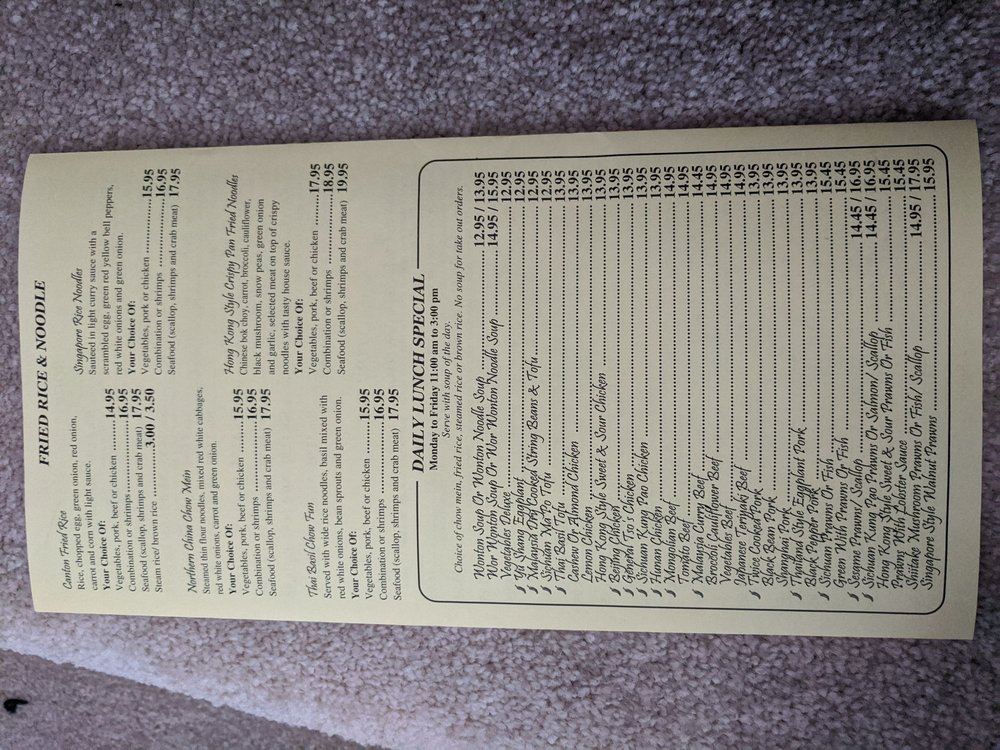 FRIED RICE & NOODLE
Canton Fried Rice
Rice, chopped egg, green onion, red onion,
carrot and corn with light sauce.
Your Choice Of:
Vegetables, pork, beef or chicken ..........14.95
Combination or shrimps ..........16.95
Seafood (scallop, shrimps and crab meat) 17.95
Steam rice/ brown rice ..........3.00 / 3.50
Northern China Chow Mein
Steamed thin flour noodles, mixed red white cabbages,
red white onions, carrot and green onion.
Your Choice Of:
Vegetables, pork, beef or chicken ..........15.95
Combination or shrimps ..........16.95
Seafood (scallop, shrimps and crab meat) 17.95
Thai Basil Chow Fun
Served with wide rice noodles, basil mixed with
red white onions, bean sprouts and green onion.
Your Choice Of:
Vegetables, pork, beef or chicken ..........15.95
Combination or shrimps ..........16.95
Seafood (scallop, shrimps and crab meat) 17.95
Singapore Rice Noodles
Sauteed in light curry sauce with a
scrambled egg, green red yellow bell peppers,
red white onions and green onion.
Your Choice Of:
Vegetables, pork or chicken ..........15.95
Combination or shrimps ..........16.95
Seafood (scallop, shrimps and crab meat) 17.95
Hong Kong Style Crispy Pan Fried Noodles
Chinese bok choy, carrot, broccoli, cauliflower,
black mushroom, snow peas, green onion
and garlic, selected meat on top of crispy
noodles with tasty house sauce.
Your Choice Of:
Vegetables, pork, beef or chicken ..........17.95
Combination or shrimps ..........18.95
Seafood (scallop, shrimps and crab meat) 19.95
DAILY LUNCH SPECIAL
Monday to Friday 11:00 am to 3:00 pm
Serve with soup of the day.
Choice of chow mein, fried rice, steamed rice or brown rice. No soup for take out orders.
Wonton Soup Or Wonton Noodle Soup ..........12.95 / 13.95
Wor Wonton Soup Or Wor Wonton Noodle Soup ..........14.95 / 15.95
Vegetables Deluxe ..........12.95
Yu Shang Eggplant ..........12.95
Malaysia Dry Cooked String Beans & Tofu ..........12.95
Sichuan Ma Po Tofu ..........12.95
Thai Basil Tofu ..........12.95
Cashew Or Almond Chicken ..........13.95
Lemon Chicken ..........13.95
Hong Kong Style Sweet & Sour Chicken ..........13.95
Beijing Chicken ..........13.95
General Tso's Chicken ..........13.95
Sichuan Kung Pao Chicken ..........13.95
Hunan Chicken ..........13.95
Mongolian Beef ..........14.45
Tomato Beef ..........14.45
Malaysia Curry Beef ..........14.45
Broccoli/ Cauliflower Beef ..........14.95
Vegetables Beef ..........14.95
Japanese Teriyaki Beef ..........14.95
Twice Cooked Pork ..........13.95
Black Bean Pork ..........13.95
Shanghai Pork ..........13.95
Thailand Style Eggplant Pork ..........13.95
Black Pepper Pork ..........13.95
Sichuan Prawns Or Fish ..........15.45
Green With Prawns Or Fish ..........15.45
Sesame Prawns/ Scallop ..........14.45 / 16.95
Sichuan Kung Pao Prawns Or Salmon/ Scallop ..........14.45 / 16.95
Hong Kong Style Sweet & Sour Prawns Or Fish ..........15.45
Prawns With Lobster Sauce ..........15.45
Shitake Mushroom Prawns Or Fish/ Scallop ..........14.95 / 17.95
Singapore Style Walnut Prawns ..........15.95